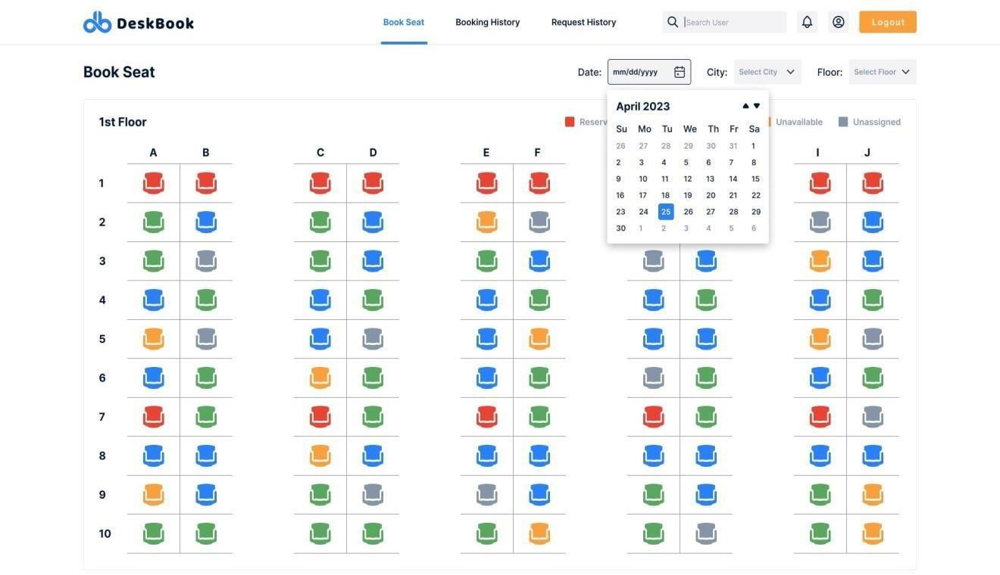 DeskBook
Book Seat Booking History Request History Search User Logout
Book Seat Date: mm/dd/yyyy City: Select City Floor: Select Floor
April 2023
1st Floor Reserv Unavailable Unassigned
Su Mo Tu We Th Fr Sa
26 27 28 29 30 31 1
A B C D E F I J
2 3 4 5 6 7 8
1 9 10 11 12 13 14 15
16 17 18 19 20 21 22
23 24 25 26 27 28 29
2
30 1 2 3 4 5 6
3
4
5
6
7
8
9
10